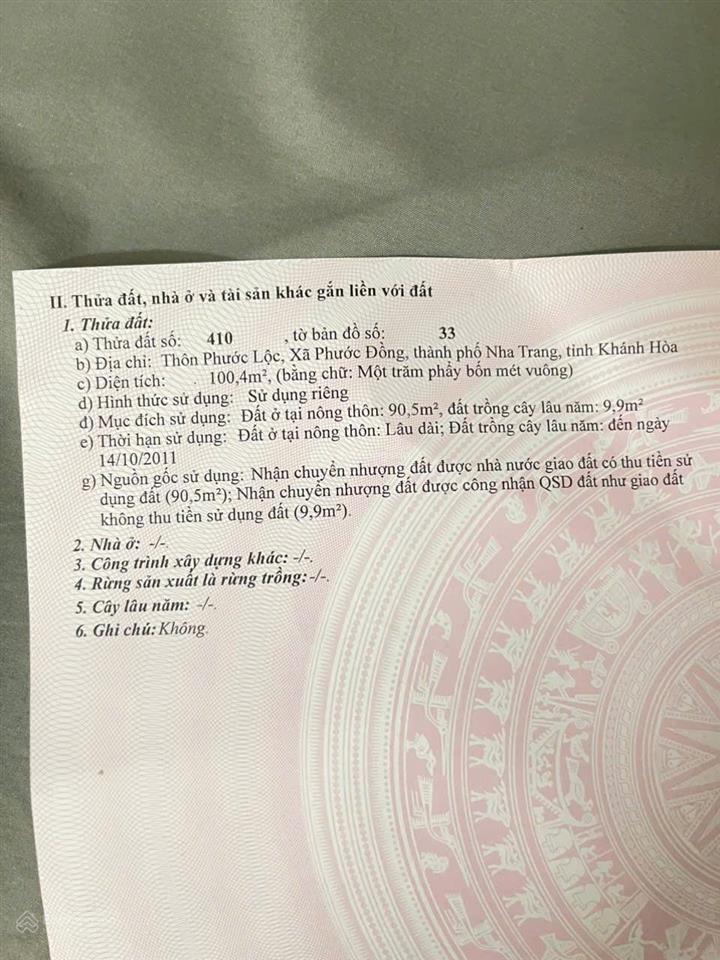 II. Thửa đất, nhà ở và tài sản khác gắn liền với đất
1. Thửa đất:
a) Thửa đất số: 410 , tờ bản đồ số: 33
b) Địa chỉ: Thôn Phước Lộc, Xã Phước Đồng, thành phố Nha Trang, tỉnh Khánh Hòa
c) Diện tích: 100,4m², (bằng chữ: Một trăm phẩy bốn mét vuông)
d) Hình thức sử dụng: Sử dụng riêng
đ) Mục đích sử dụng: Đất ở tại nông thôn: 90,5m², đất trồng cây lâu năm: 9,9m²
e) Thời hạn sử dụng: Đất ở tại nông thôn: Lâu dài; Đất trồng cây lâu năm: đến ngày
14/10/2011
g) Nguồn gốc sử dụng: Nhận chuyển nhượng đất được nhà nước giao đất có thu tiền sử
dụng đất (90,5m²); Nhận chuyển nhượng đất được công nhận QSD đất như giao đất
không thu tiền sử dụng đất (9,9m²).
2. Nhà ở: -/-.
3. Công trình xây dựng khác: -/-.
4. Rừng sản xuất là rừng trồng: -/-.
5. Cây lâu năm: -/-.
6. Ghi chú: Không.